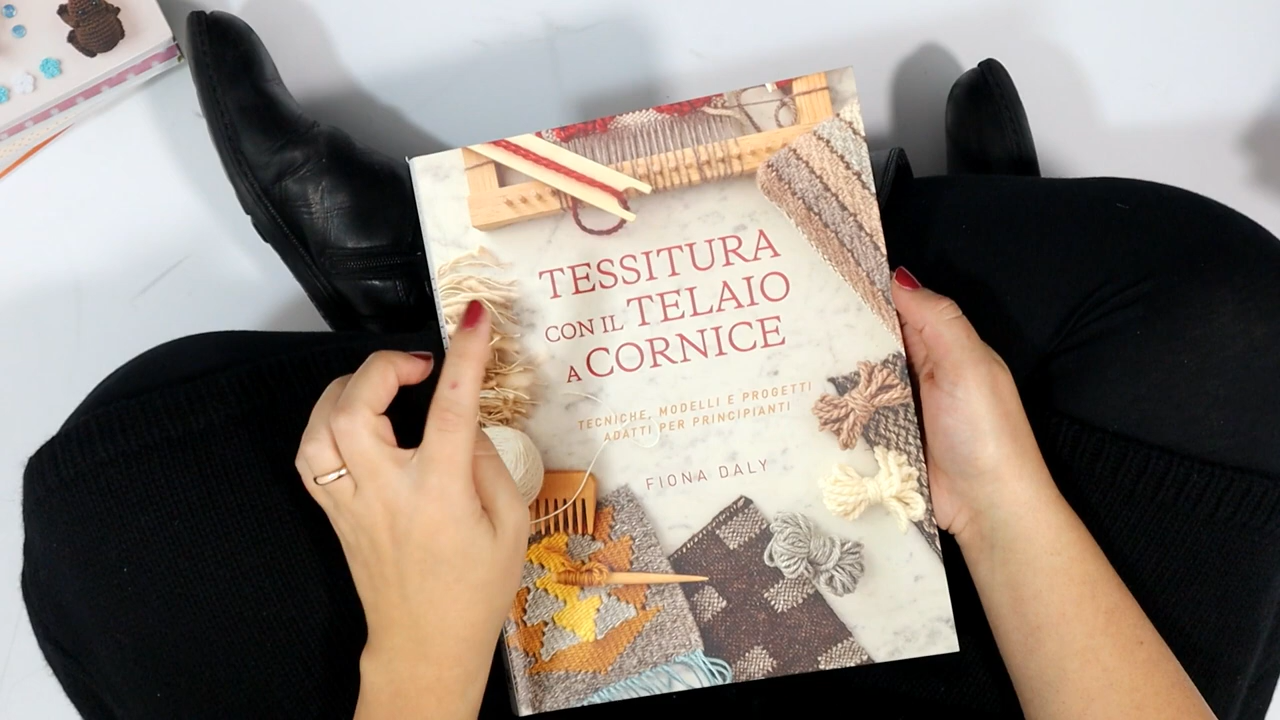 TESSITURA
CON IL TELAIO
A CORNICE
TECNICHE, MODELLI E PROGETTI
ADATTI PER PRINCIPIANTI
FIONA DALY